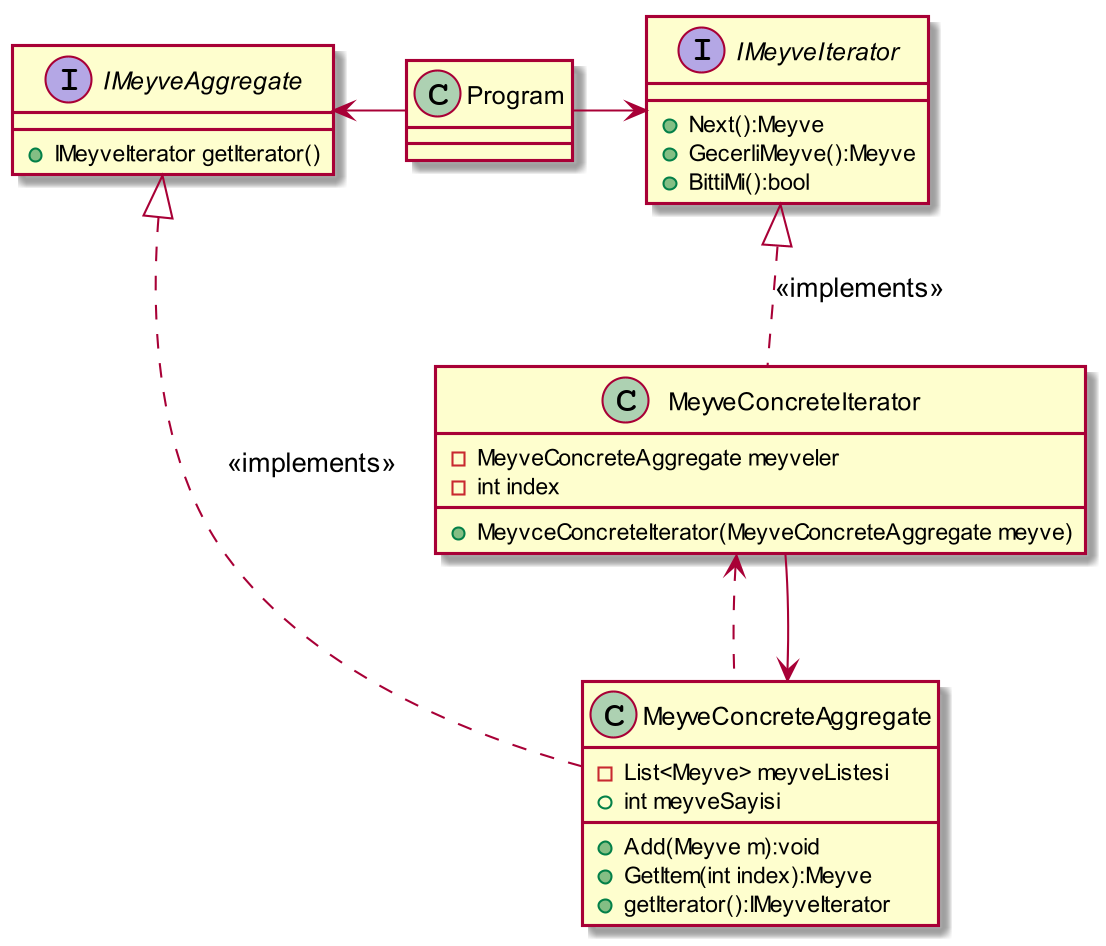 I IMeyveAggregate
IMeyveIterator getIterator()
C Program
I IMeyveIterator
Next():Meyve
GecerliMeyve():Meyve
BittiMi():bool
«implements»
«implements»
C MeyveConcreteIterator
MeyveConcreteAggregate meyveler
int index
MeyvceConcreteIterator(MeyveConcreteAggregate meyve)
C MeyveConcreteAggregate
List<Meyve> meyveListesi
int meyveSayisi
Add(Meyve m):void
GetItem(int index):Meyve
getIterator():IMeyveIterator